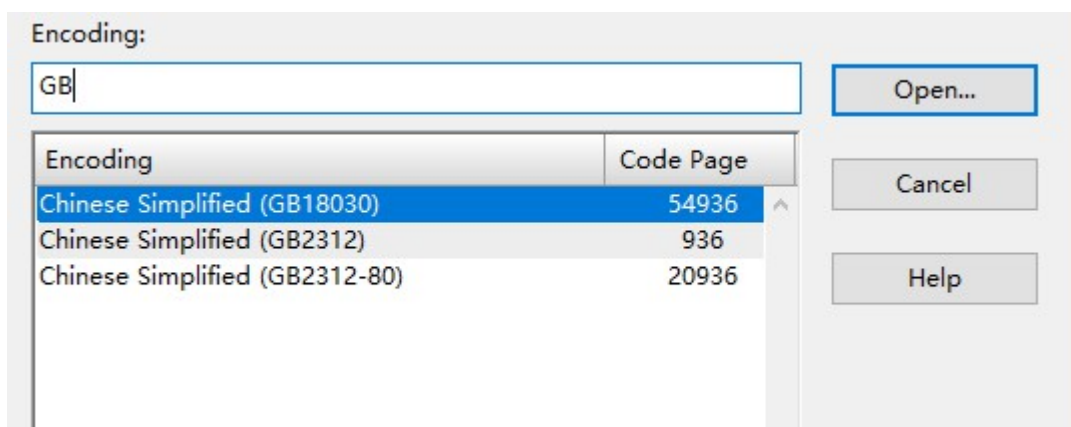 Encoding:
GB
Open...
Encoding Code Page
Cancel
Chinese Simplified (GB18030) 54936
Chinese Simplified (GB2312) 936
Chinese Simplified (GB2312-80) 20936
Help